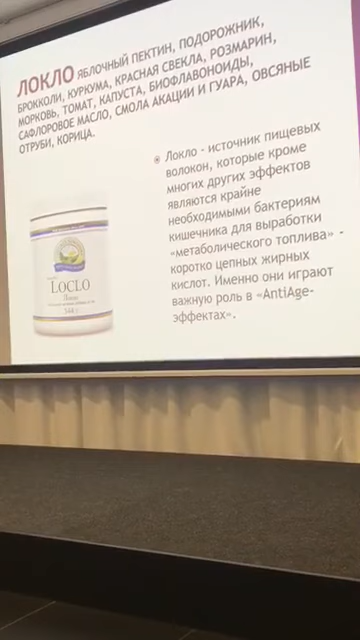 ЛОКЛО ЯБЛОЧНЫЙ ПЕКТИН, ПОДОРОЖНИК,
БРОККОЛИ, КУРКУМА, КРАСНАЯ СВЕКЛА, РОЗМАРИН,
МОРКОВЬ, ТОМАТ, КАПУСТА, БИОФЛАВОНОИДЫ,
САФЛОРОВОЕ МАСЛО, СМОЛА АКАЦИИ И ГУАРА, ОВСЯНЫЕ
ОТРУБИ, КОРИЦА.
Локло - источник пищевых
волокон, которые кроме
многих других эффектов
являются крайне
необходимыми бактериям
кишечника для выработки
«метаболического топлива» -
коротко цепных жирных
кислот. Именно они играют
важную роль в «AntiAge-
эффектах».
LOCLO